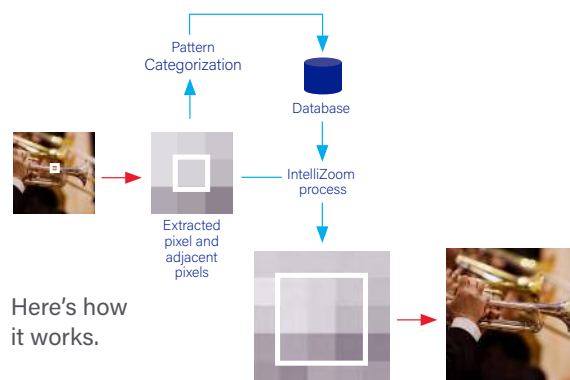 Pattern
Categorization
Database
IntelliZoom
process
Extracted
pixel and
adjacent
pixels
Here's how
it works.